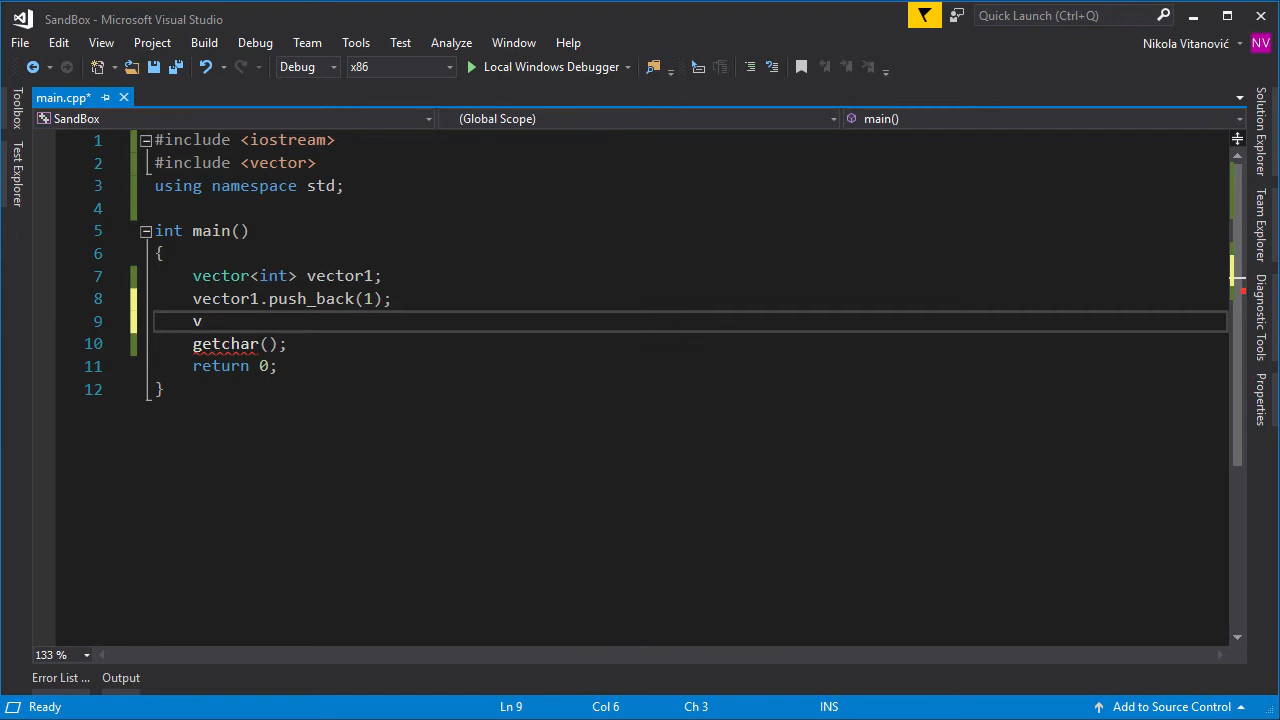 SandBox - Microsoft Visual Studio
Quick Launch (Ctrl+Q)
File Edit View Project Build Debug Team Tools Test Analyze Window Help
Nikola Vitanović NV
Debug x86 Local Windows Debugger
main.cpp*
SandBox (Global Scope) main()
Toolbox
Test Explorer
1 #include <iostream>
2 #include <vector>
3 using namespace std;
4
5 int main()
6 {
7 vector<int> vector1;
8 vector1.push_back(1);
9 v
10 getchar();
11 return 0;
12 }
Solution Explorer
Team Explorer
Diagnostic Tools
Properties
133 %
Error List ... Output
Ready Ln 9 Col 6 Ch 3 INS Add to Source Control